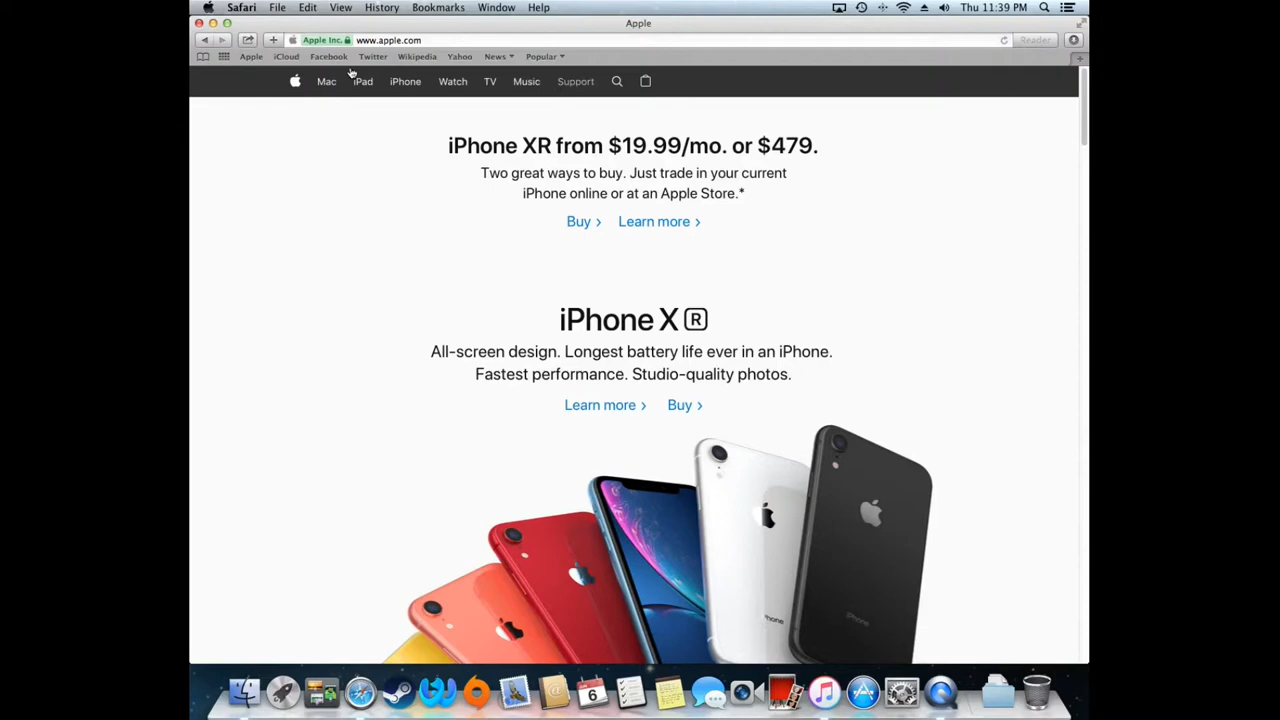 Safari File Edit View History Bookmarks Window Help Thu 11:39 PM
Apple
Apple Inc. www.apple.com Reader
Apple iCloud Facebook Twitter Wikipedia Yahoo News Popular
Mac iPad iPhone Watch TV Music Support
iPhone XR from $19.99/mo. or $479.
Two great ways to buy. Just trade in your current
iPhone online or at an Apple Store.*
Buy > Learn more >
iPhone XR
All-screen design. Longest battery life ever in an iPhone.
Fastest performance. Studio-quality photos.
Learn more > Buy >
iPhone
iPhone
6